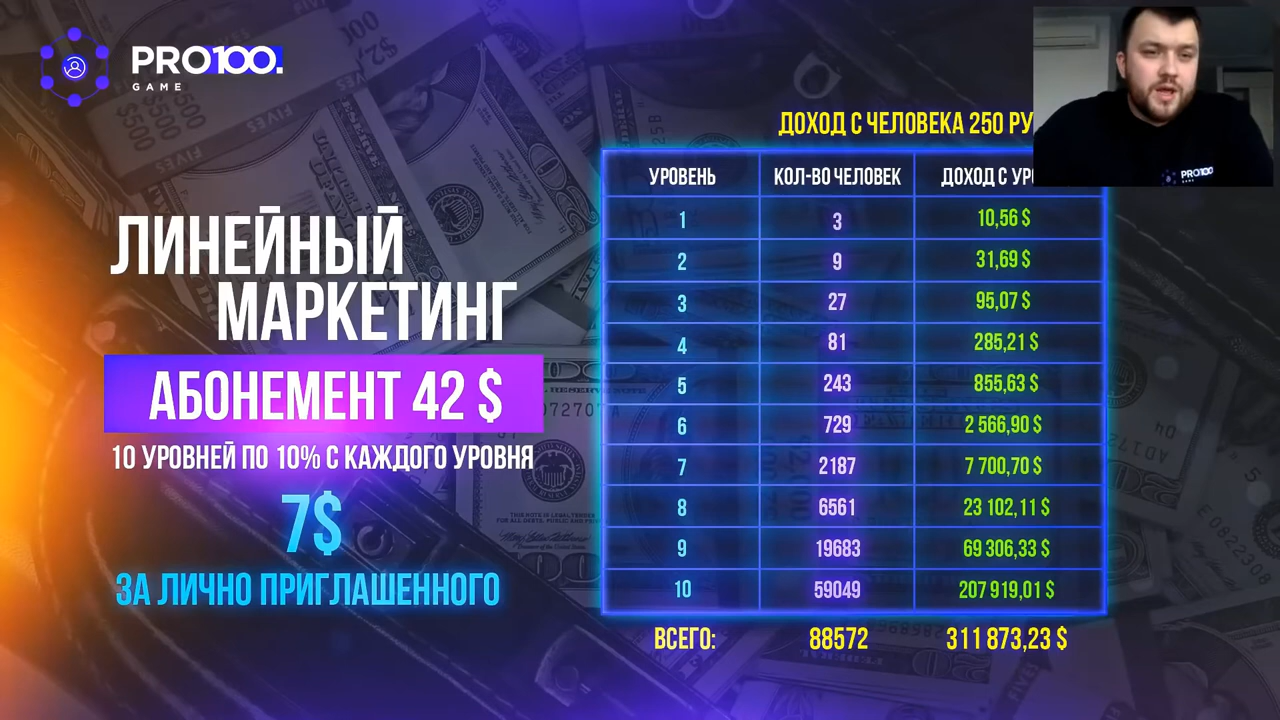 PRO100.
GAME
ДОХОД С ЧЕЛОВЕКА 250
ЛИНЕЙНЫЙ
МАРКЕТИНГ
АБОНЕМЕНТ 42 $
10 УРОВНЕЙ ПО 10% С КАЖДОГО УРОВНЯ
7$
ЗА ЛИЧНО ПРИГЛАШЕННОГО
УРОВЕНЬ КОЛ-ВО ЧЕЛОВЕК ДОХОД С
1 3 10,56 $
2 9 31,69 $
3 27 95,07 $
4 81 285,21 $
5 243 855,63 $
6 729 2 566,90 $
7 2187 7 700,70 $
8 6561 23 102,11 $
9 19683 69 306,33 $
10 59049 207 919,01 $
ВСЕГО: 88572 311 873,23 $
PRO100